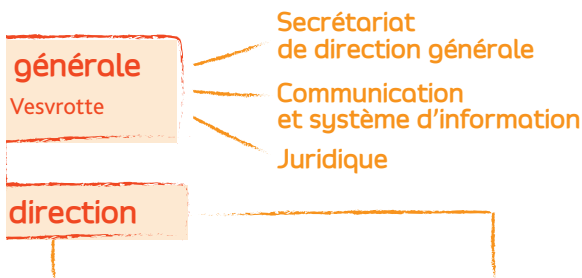 générale
Vesvrotte
Secrétariat
de direction générale
Communication
et système d'information
Juridique
direction